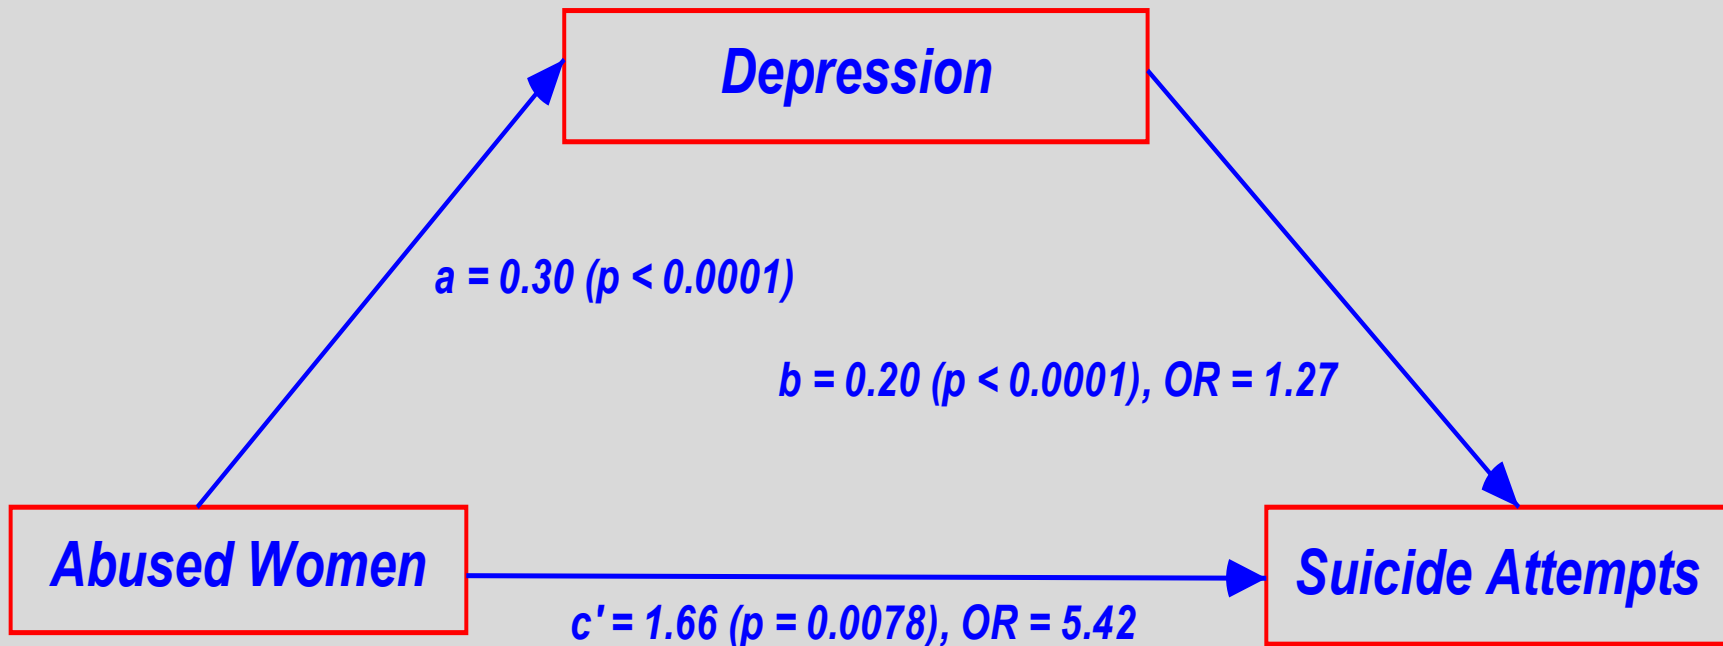 Depression
a = 0.30 (p < 0.0001)
b = 0.20 (p < 0.0001), OR = 1.27
Abused Women
Suicide Attempts
c' = 1.66 (p = 0.0078), OR = 5.42